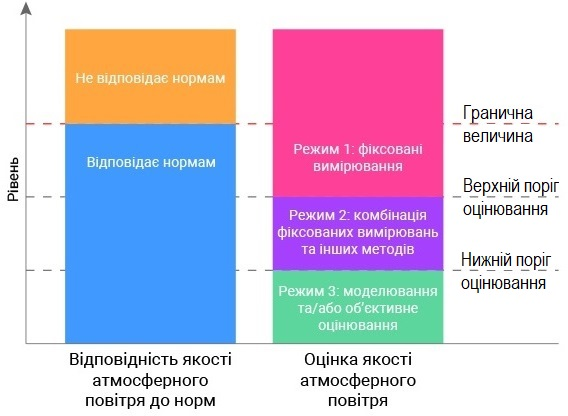 Рівень
Не відповідає нормам
Відповідає нормам
Режим 1: фіксовані
вимірювання
Режим 2: комбінація
фіксованих вимірювань
та інших методів
Режим 3: моделювання
та/або об’єктивне
оцінювання
Гранична
величина
Верхній поріг
оцінювання
Нижній поріг
оцінювання
Відповідність якості
атмосферного
повітря до норм
Оцінка якості
атмосферного
повітря